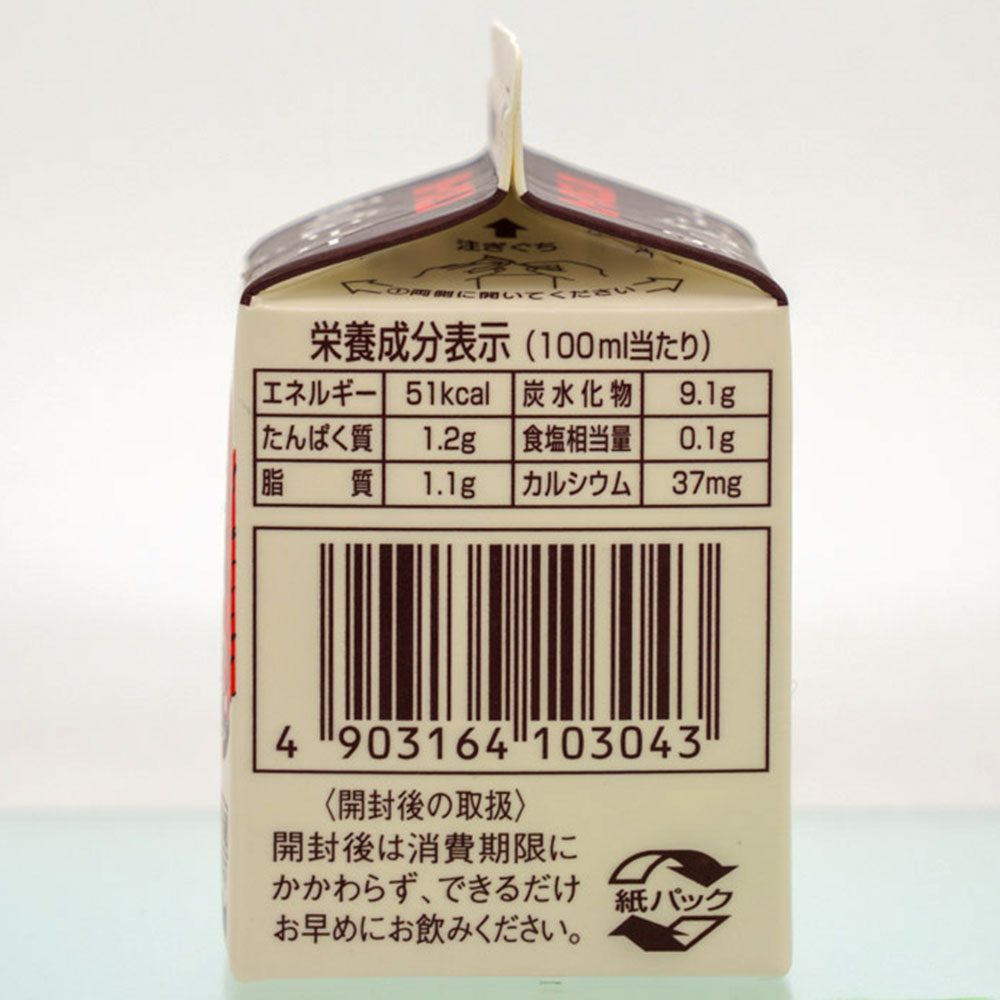 注ぎぐち
①両側に開いてください
栄養成分表示（100ml当たり）
エネルギー 51kcal 炭水化物 9.1g
たんぱく質 1.2g 食塩相当量 0.1g
脂質 1.1g カルシウム 37mg
4 903164 103043
〈開封後の取扱〉
開封後は消費期限に
かかわらず、できるだけ
お早めにお飲みください。
紙パック